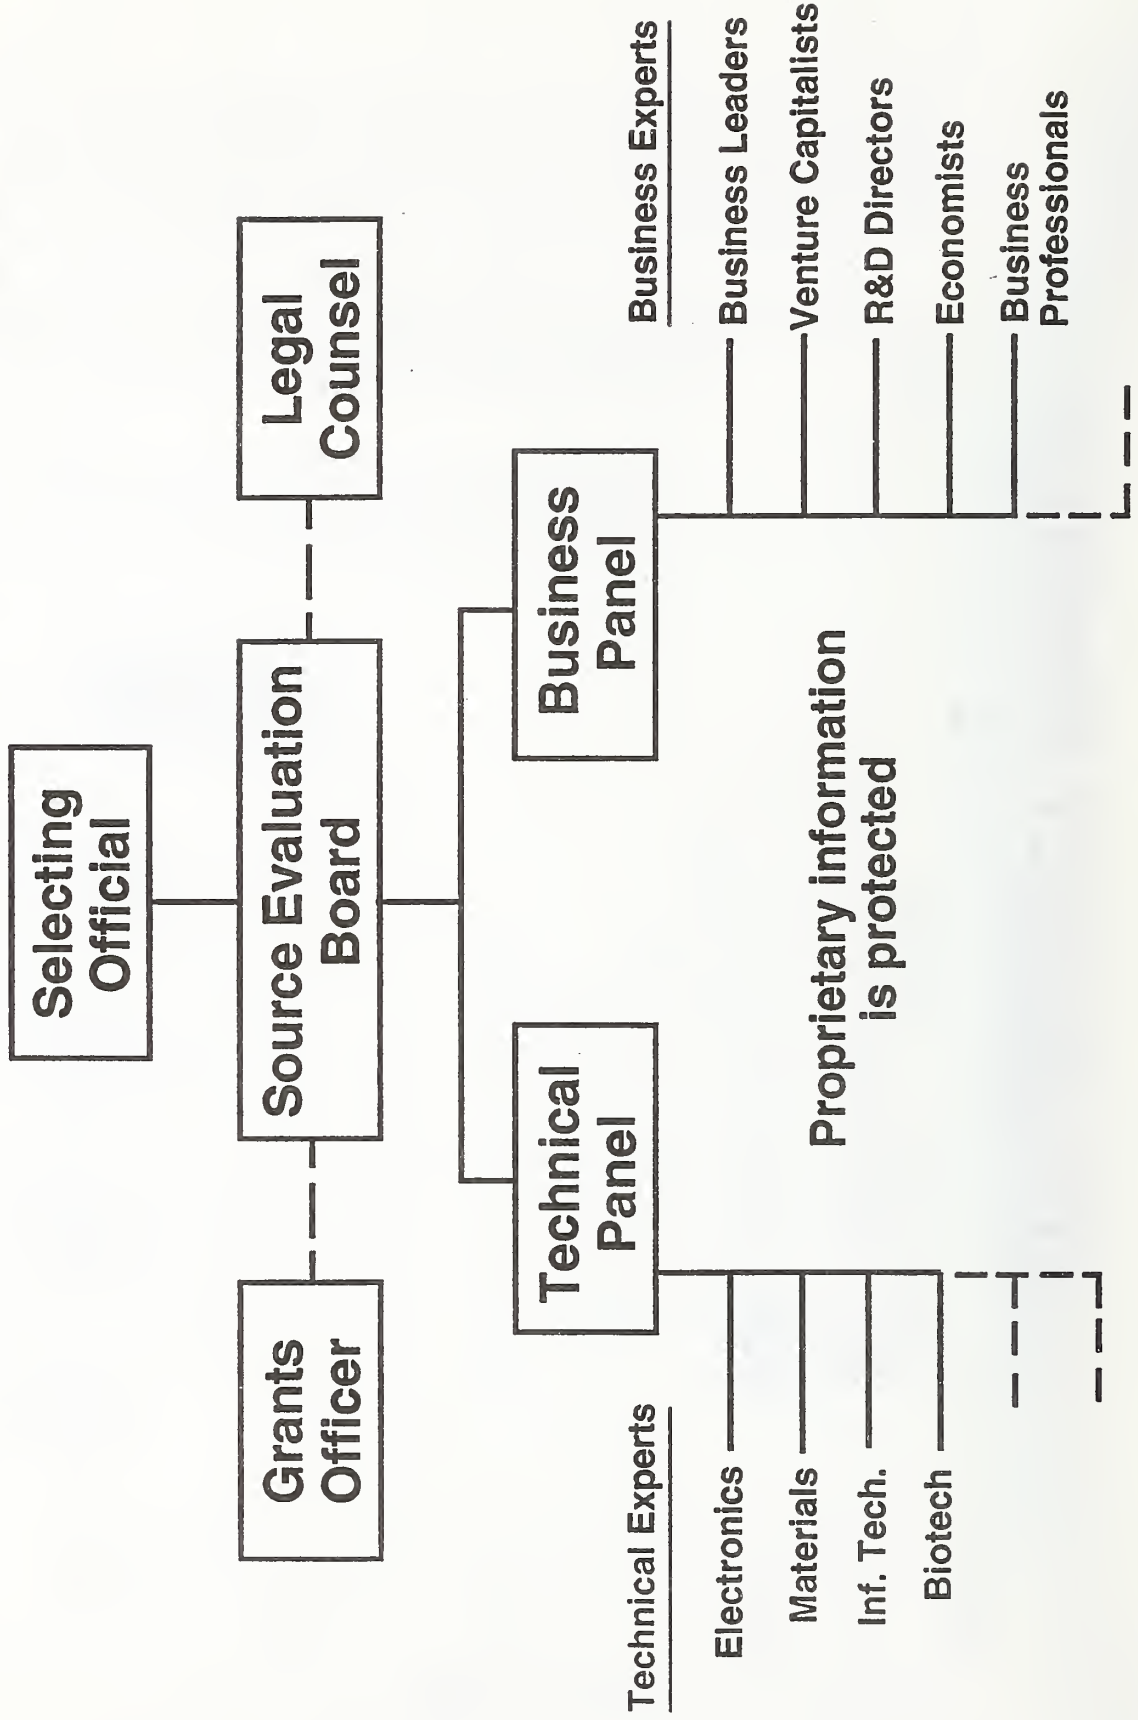 Selecting
Official
Grants
Officer
Source Evaluation
Board
Legal
Counsel
Technical
Panel
Business
Panel
Technical Experts
Electronics
Materials
Inf. Tech.
Biotech
Proprietary information
is protected
Business Experts
Business Leaders
Venture Capitalists
R&D Directors
Economists
Business
Professionals